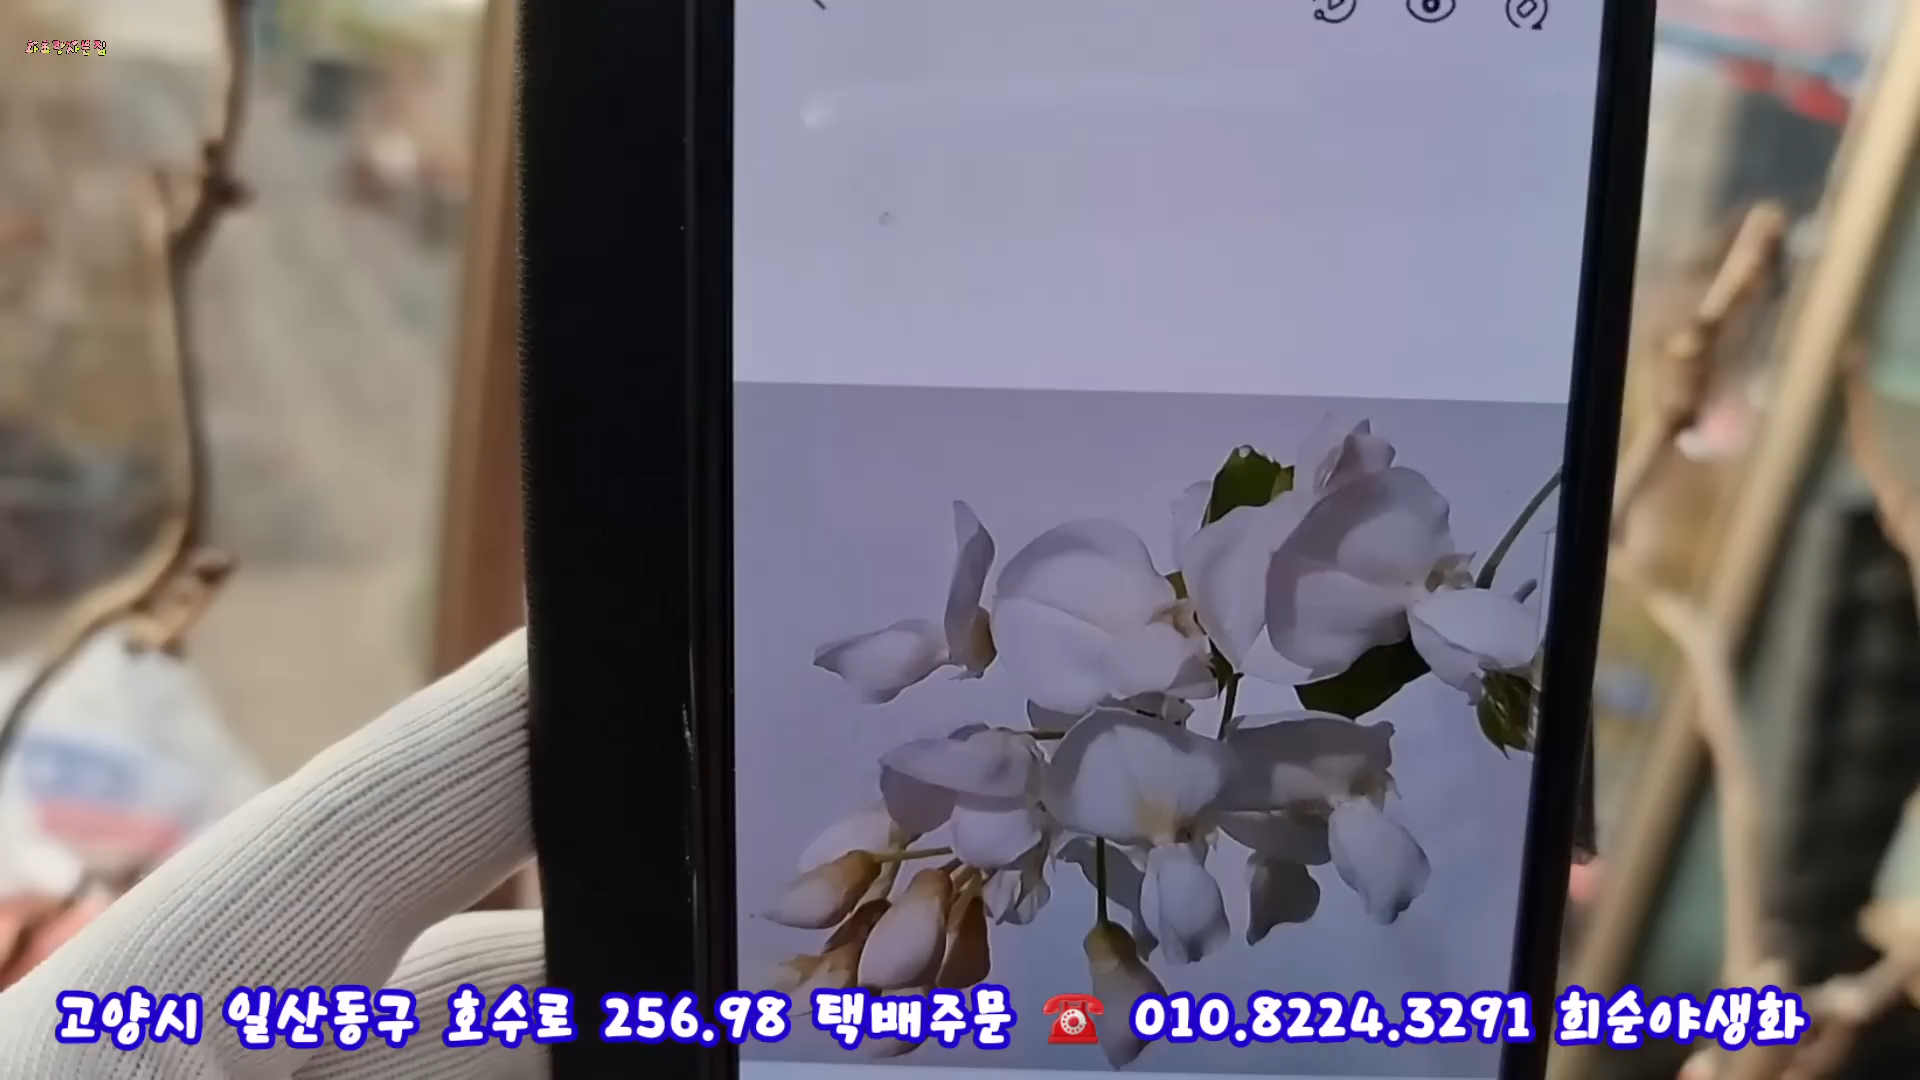 고양시 일산동구 호수로 256.98 택배주문 ☎ 010.8224.3291 희순야생화